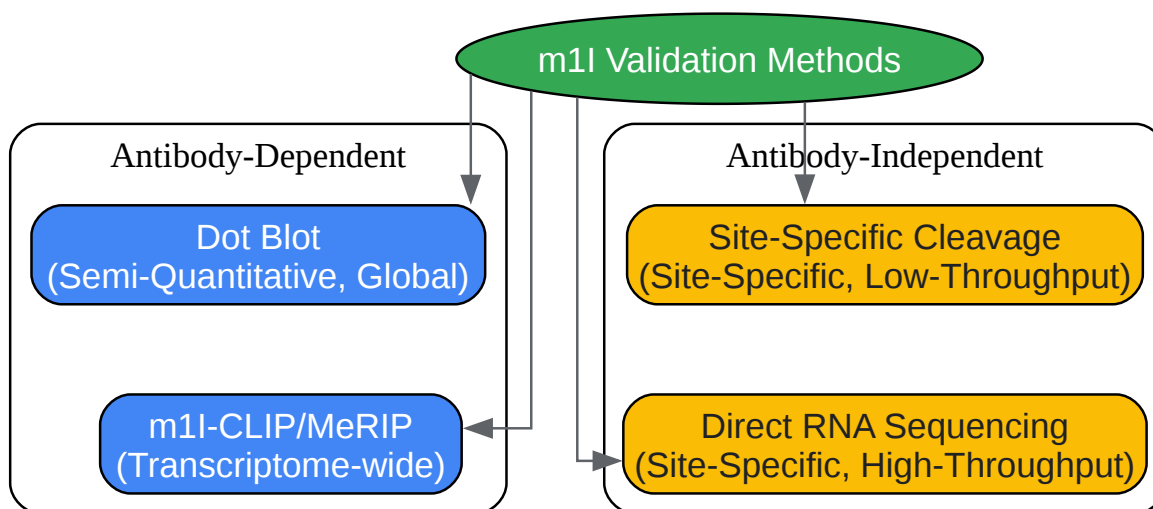 m1I Validation Methods
Antibody-Dependent
Dot Blot
(Semi-Quantitative, Global)
m1I-CLIP/MeRIP
(Transcriptome-wide)
Antibody-Independent
Site-Specific Cleavage
(Site-Specific, Low-Throughput)
Direct RNA Sequencing
(Site-Specific, High-Throughput)